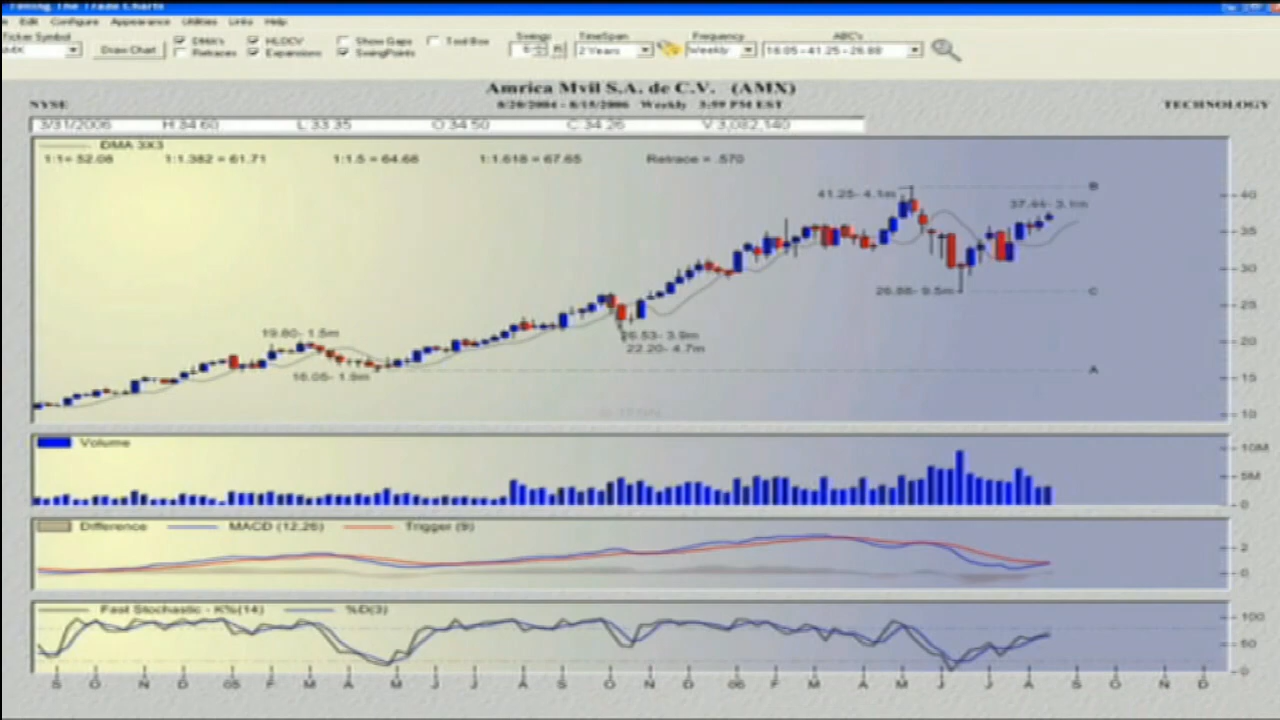 Timing The Trade Charts
Edit Configure Appearance Utilities Links Help
Ticker Symbol
AMX
Draw Chart
DMA's HLOCV Show Gaps Tool Box
Retraces Expansions SwingPoints
Swings TimeSpan Frequency ABC's
6 2 Years Weekly 16.05 - 41.25 - 26.88
Amrica Mvil S.A. de C.V. (AMX)
NYSE 8/20/2004 - 8/15/2006 Weekly 3:59 PM EST TECHNOLOGY
3/31/2006 H:34.60 L:33.35 O:34.50 C:34.26 V:3,082,140
DMA 3X3
1:1= 52.08 1:1.382 = 61.71 1:1.5 = 64.68 1:1.618 = 67.65 Retrace = .570
41.25- 4.1m B
40
37.44- 3.1m
35
30
26.88- 9.5m C
25
19.80- 1.5m 26.53- 3.9m
20
22.20- 4.7m
16.05- 1.9m A
15
10
Volume
10M
5M
0
Difference MACD (12,26) Trigger (9)
2
0
Fast Stochastic - K%(14) %D(3)
100
50
0
S O N D 05 F M A M J J A S O N D 06 F M A M J J A S O N D